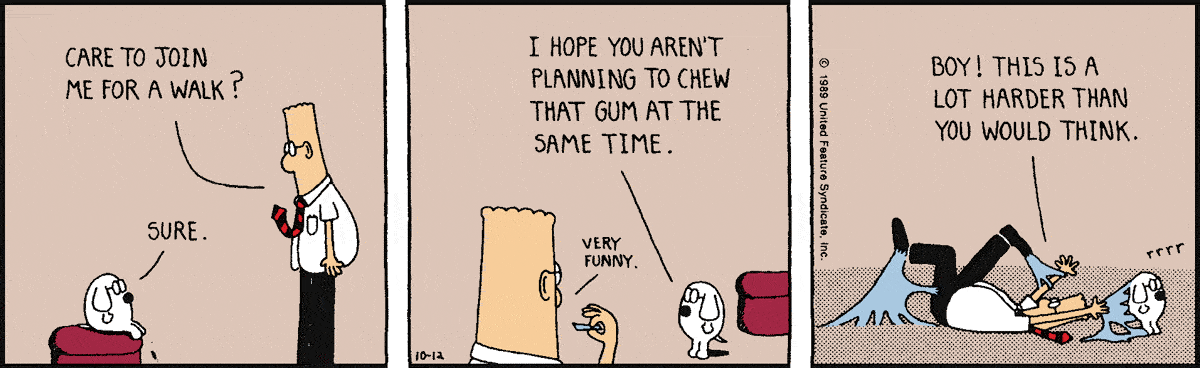 CARE TO JOIN
ME FOR A WALK?
SURE.
I HOPE YOU AREN'T
PLANNING TO CHEW
THAT GUM AT THE
SAME TIME.
VERY
FUNNY.
10-12
© 1989 United Feature Syndicate, Inc.
BOY! THIS IS A
LOT HARDER THAN
YOU WOULD THINK.
rrrr